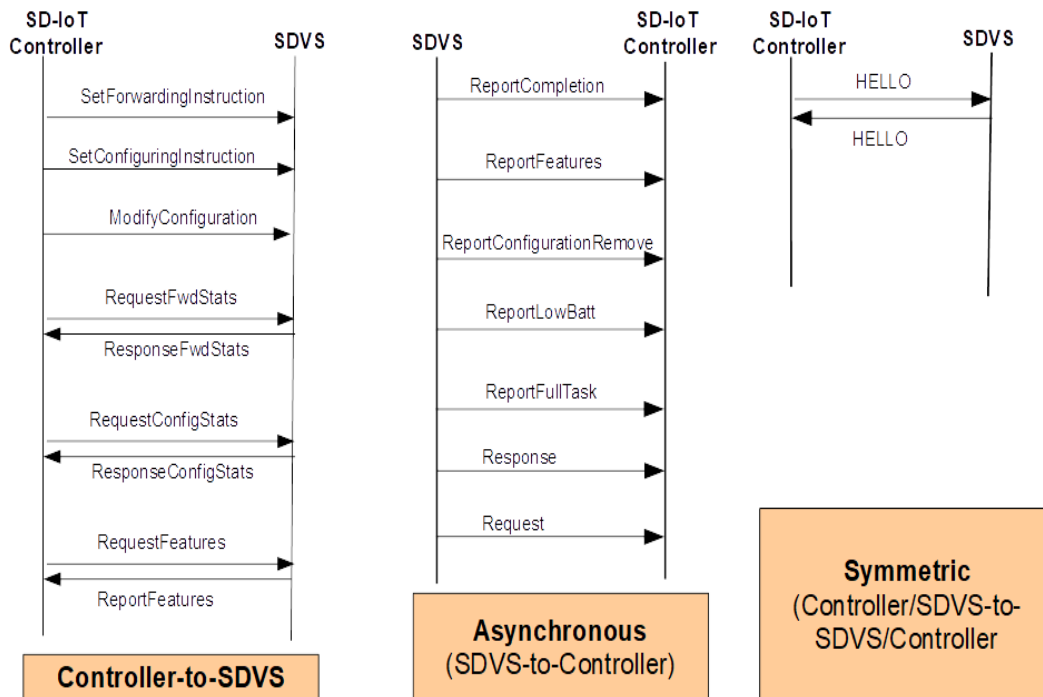 SD-IoT
Controller
SDVS
SetForwardingInstruction
SetConfiguringInstruction
ModifyConfiguration
RequestFwdStats
ResponseFwdStats
RequestConfigStats
ResponseConfigStats
RequestFeatures
ReportFeatures
Controller-to-SDVS
SDVS
SD-IoT
Controller
ReportCompletion
ReportFeatures
ReportConfigurationRemove
ReportLowBatt
ReportFullTask
Response
Request
Asynchronous
(SDVS-to-Controller)
SD-IoT
Controller
SDVS
HELLO
HELLO
Symmetric
(Controller/SDVS-to-
SDVS/Controller